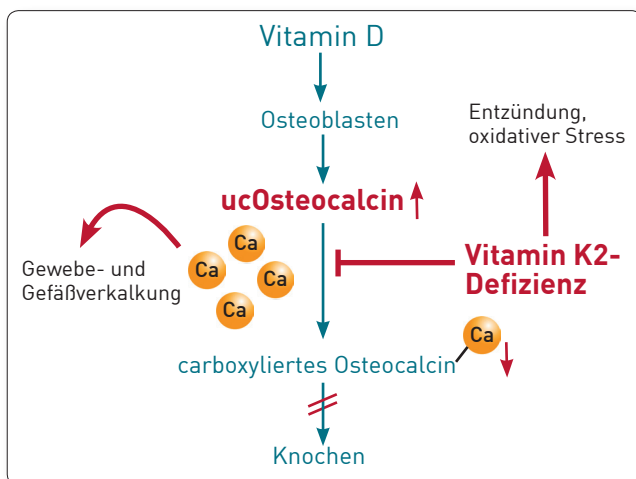 Vitamin D
Osteoblasten
Entzündung,
oxidativer Stress
ucOsteocalcin
Ca
Ca
Ca
Ca
Gewebe- und
Gefäßverkalkung
Vitamin K2-
Defizienz
Ca
carboxyliertes Osteocalcin
Knochen